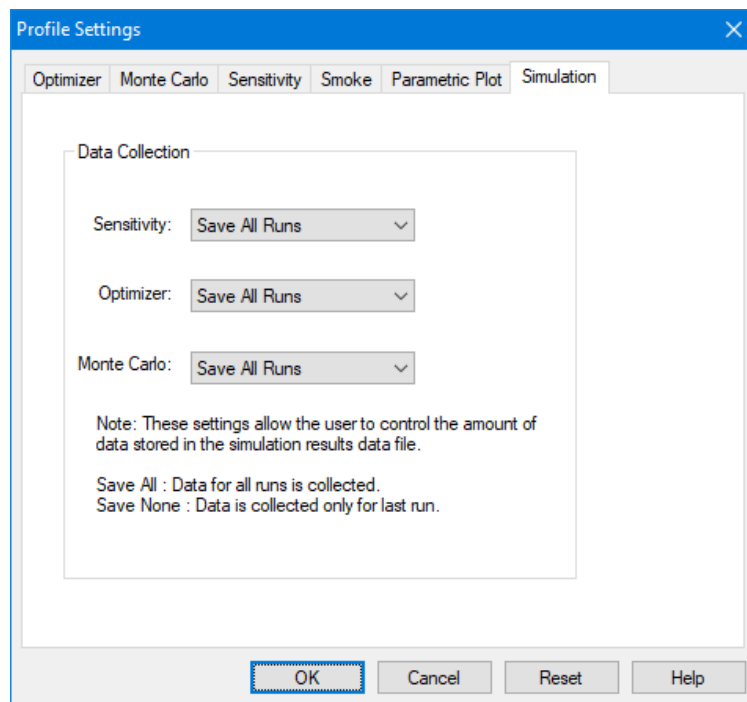 Profile Settings
Optimizer Monte Carlo Sensitivity Smoke Parametric Plot Simulation
Data Collection
Sensitivity: Save All Runs
Optimizer: Save All Runs
Monte Carlo: Save All Runs
Note: These settings allow the user to control the amount of
data stored in the simulation results data file.
Save All : Data for all runs is collected.
Save None : Data is collected only for last run.
OK Cancel Reset Help